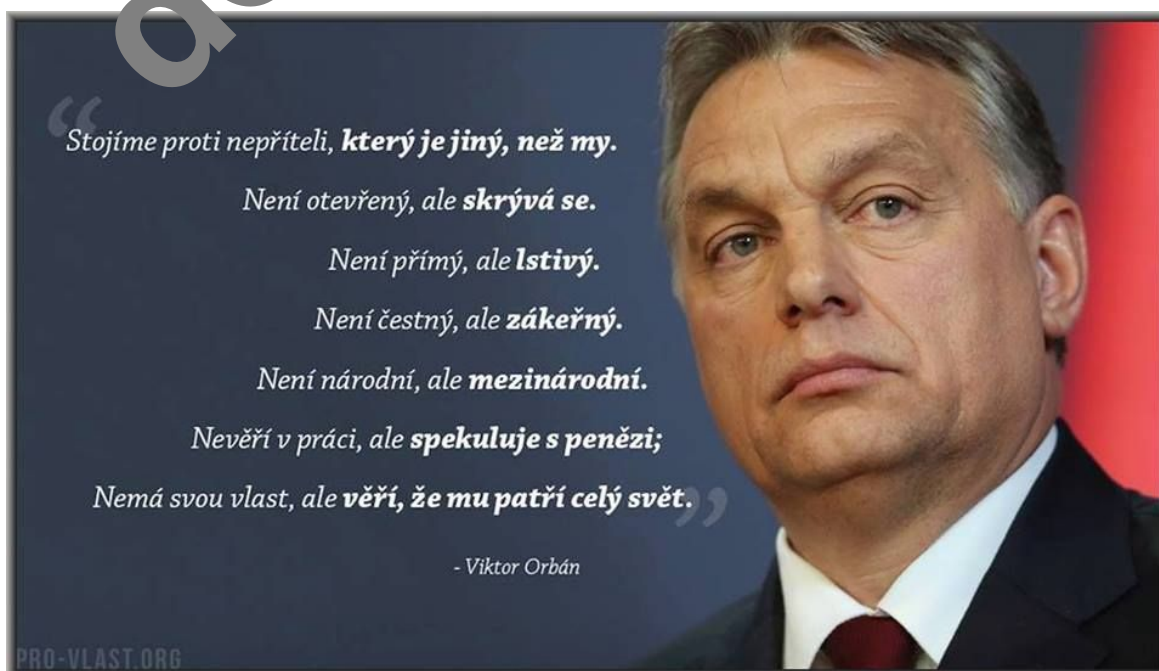 Stojíme proti nepříteli, který je jiný, než my.
Není otevřený, ale skrývá se.
Není přímý, ale lstivý.
Není čestný, ale zákeřný.
Není národní, ale mezinárodní.
Nevěří v práci, ale spekuluje s penězi;
Nemá svou vlast, ale věří, že mu patří celý svět.
- Viktor Orbán
PRO-VLAST.ORG